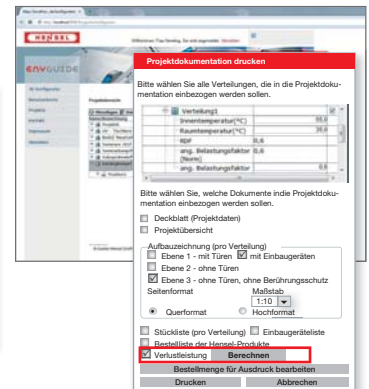 HENSEL
ENYGUIDE
Projektdokumentation drucken
Bitte wählen Sie alle Verteilungen, die in die Projektdoku-
mentation einbezogen werden sollen.
Verteilung1
Innentemperatur[°C] 55,0
Raumtemperatur[°C] 35,0
RDF 0,6
ang. Belastungsfaktor 0,6
[Norm]
ang. Belastungsfaktor 0,6
Bitte wählen Sie, welche Dokumente indie Projektdoku-
mentation einbezogen werden sollen.
Deckblatt (Projektdaten)
Projektübersicht
Aufbauzeichnung (pro Verteilung)
Ebene 1 - mit Türen mit Einbaugeräten
Ebene 2 - ohne Türen
Ebene 3 - ohne Türen, ohne Berührungsschutz
Seitenformat Maßstab
1:10
Querformat Hochformat
Stückliste (pro Verteilung) Einbaugeräteliste
Bestellliste der Hensel-Produkte
Verlustleistung Berechnen
Bestellmenge für Ausdruck bearbeiten
Drucken Abbrechen